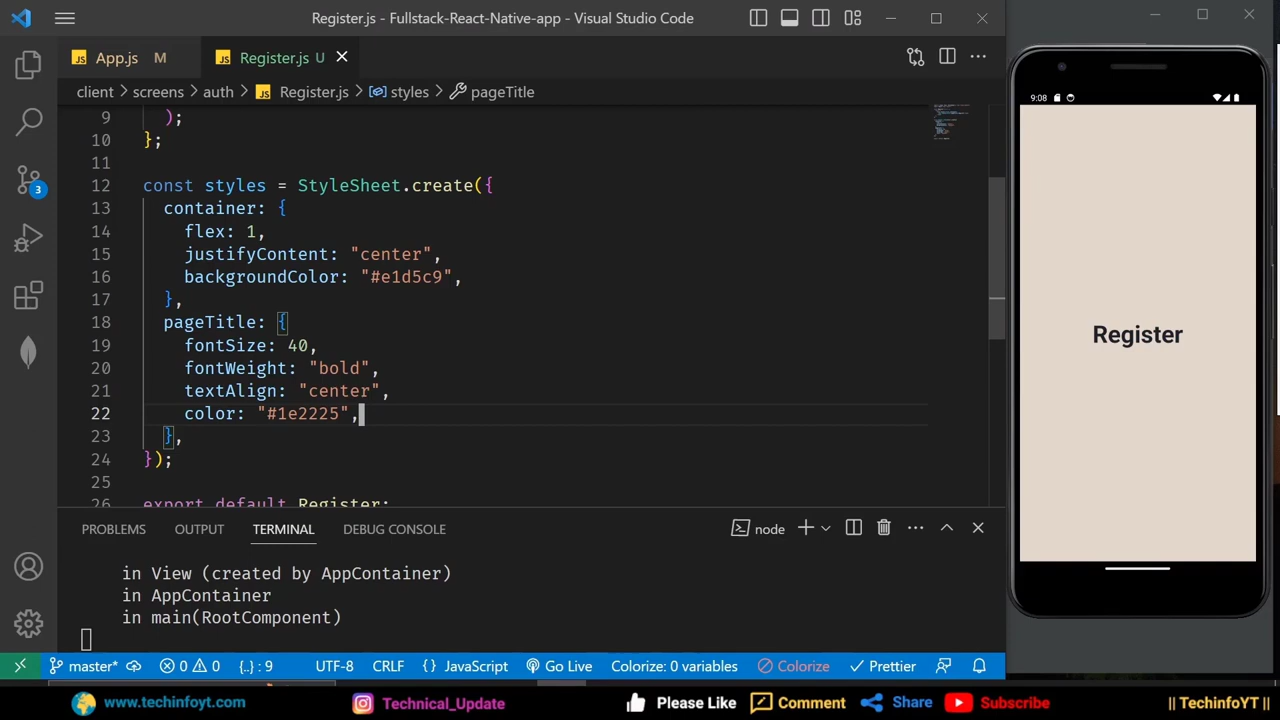 Register.js - Fullstack-React-Native-app - Visual Studio Code
JS App.js M
JS Register.js U
client > screens > auth > JS Register.js > styles > pageTitle
9 );
10 };
11
12 const styles = StyleSheet.create({
13 container: {
14 flex: 1,
15 justifyContent: "center",
16 backgroundColor: "#e1d5c9",
17 },
18 pageTitle: {
19 fontSize: 40,
20 fontWeight: "bold",
21 textAlign: "center",
22 color: "#1e2225",
23 },
24 });
25
26 export default Register;
3
PROBLEMS OUTPUT TERMINAL DEBUG CONSOLE
node
in View (created by AppContainer)
in AppContainer
in main(RootComponent)
master* 0 0 {..} : 9 UTF-8 CRLF {} JavaScript Go Live Colorize: 0 variables Colorize Prettier
9:08
Register
www.techinfoyt.com Technical_Update Please Like Comment Share Subscribe || TechinfoYT ||